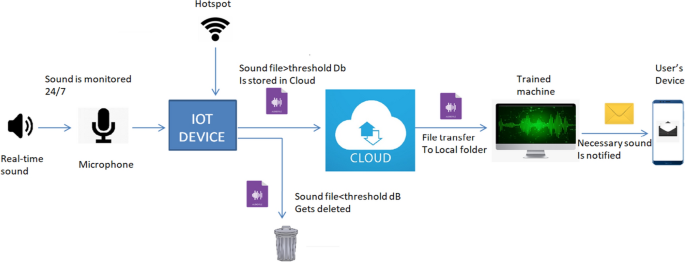 Hotspot
Sound is monitored
24/7
Sound file>threshold Db
Is stored in Cloud
Trained
machine
User's
Device
IOT
DEVICE
CLOUD
File transfer
To Local folder
Necessary sound
Is notified
Real-time
sound
Microphone
Sound file<threshold dB
Gets deleted